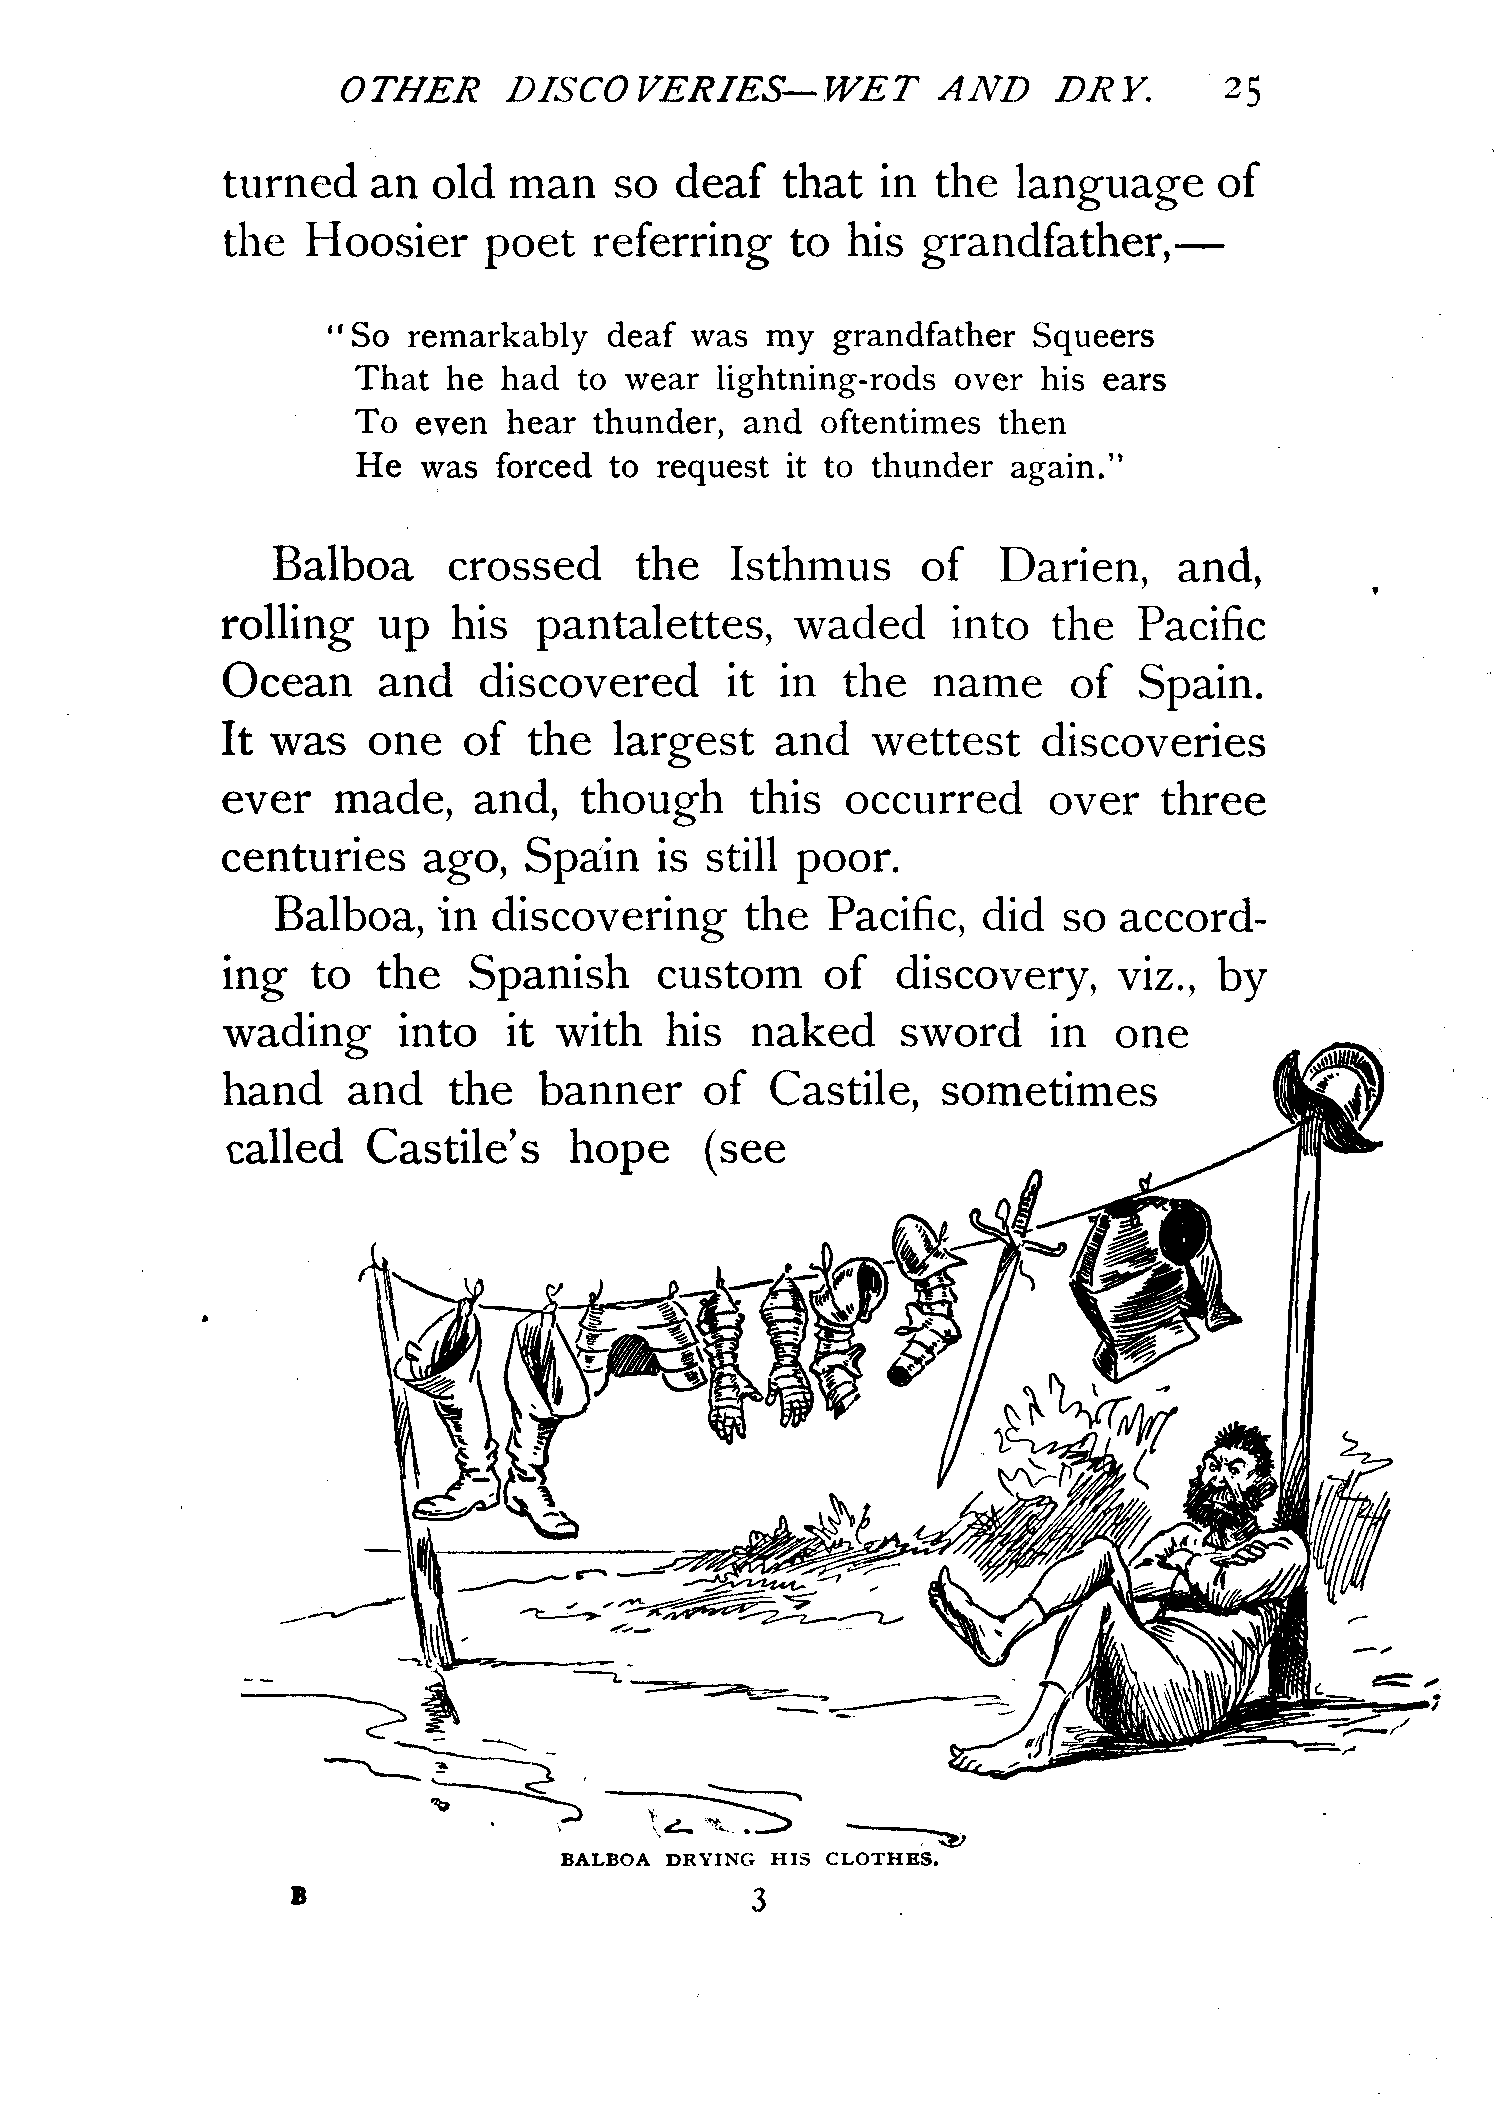 OTHER DISCOVERIES—WET AND DRY. 25
turned an old man so deaf that in the language of
the Hoosier poet referring to his grandfather,—
"So remarkably deaf was my grandfather Squeers
That he had to wear lightning-rods over his ears
To even hear thunder, and oftentimes then
He was forced to request it to thunder again."
Balboa crossed the Isthmus of Darien, and,
rolling up his pantalettes, waded into the Pacific
Ocean and discovered it in the name of Spain.
It was one of the largest and wettest discoveries
ever made, and, though this occurred over three
centuries ago, Spain is still poor.
Balboa, in discovering the Pacific, did so accord-
ing to the Spanish custom of discovery, viz., by
wading into it with his naked sword in one
hand and the banner of Castile, sometimes
called Castile's hope (see
BALBOA DRYING HIS CLOTHES.
B 3